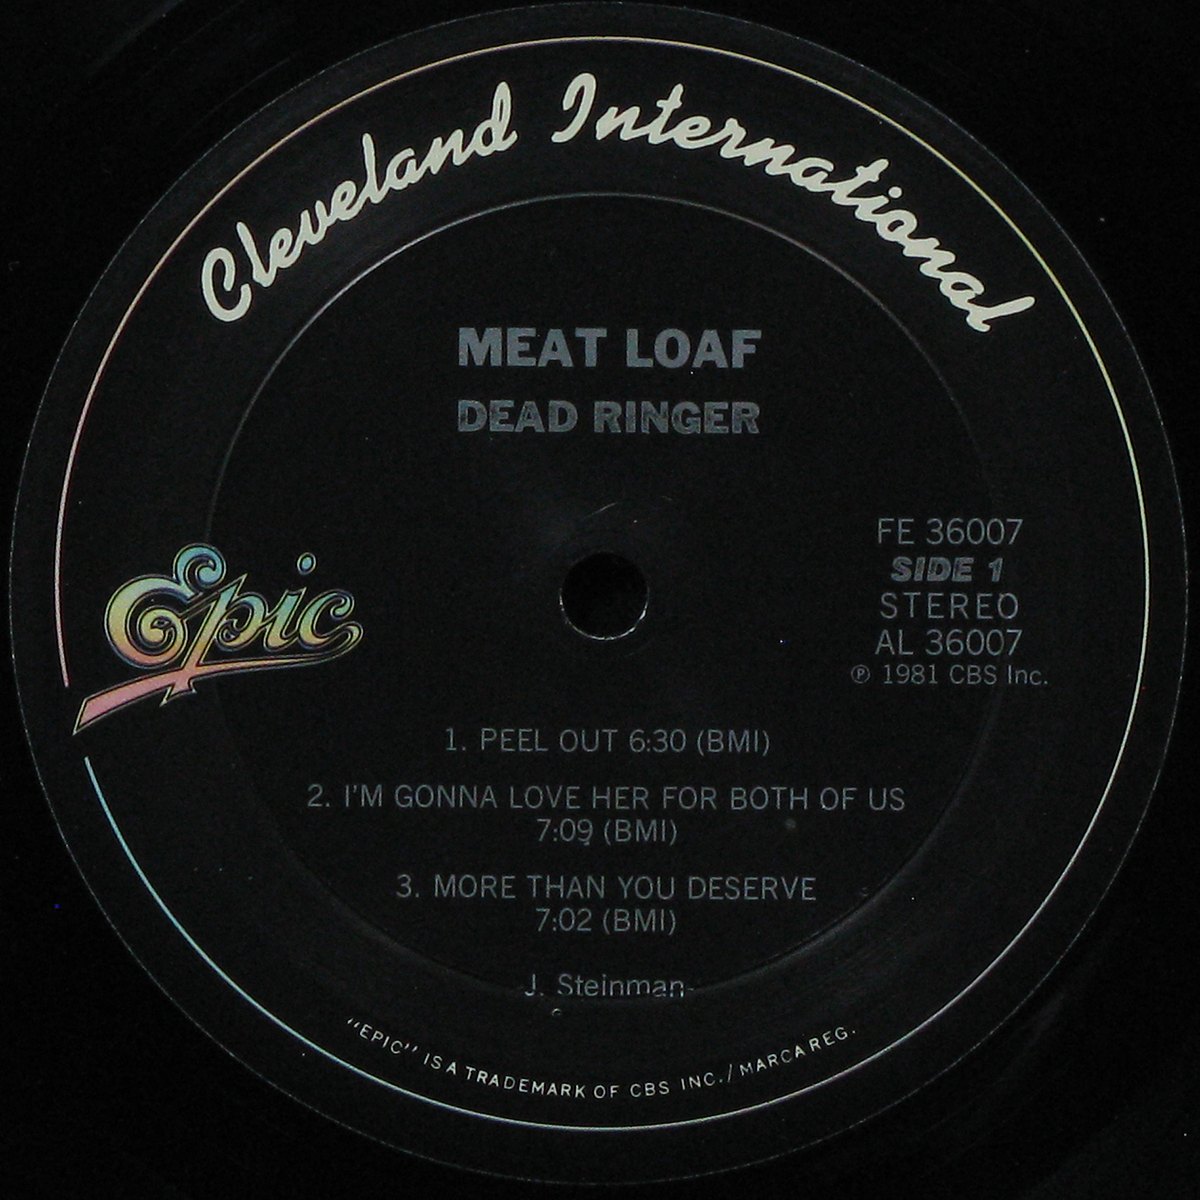 Cleveland International
MEAT LOAF
DEAD RINGER
FE 36007
SIDE 1
STEREO
AL 36007
℗ 1981 CBS Inc.
Epic
1. PEEL OUT 6:30 (BMI)
2. I'M GONNA LOVE HER FOR BOTH OF US
7:09 (BMI)
3. MORE THAN YOU DESERVE
7:02 (BMI)
-J. Steinman-
"EPIC" IS A TRADEMARK OF CBS INC./MARCA REG.